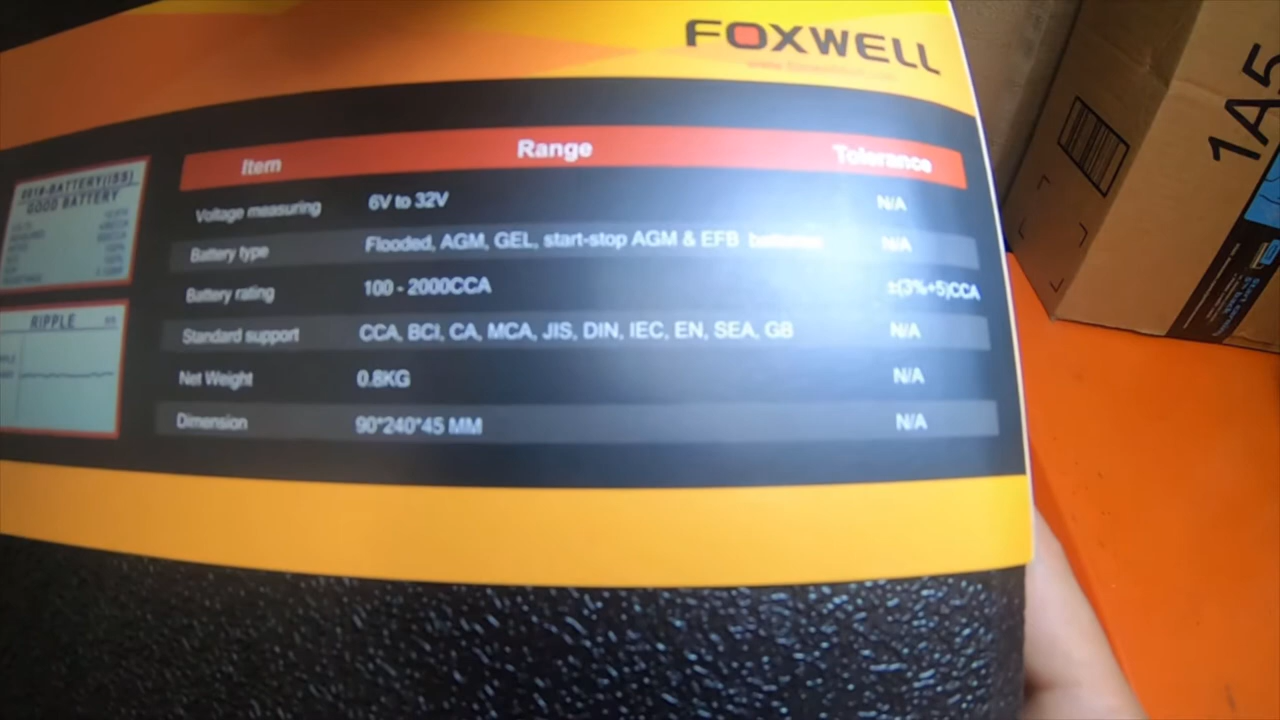 FOXWELL
Item Range Tolerance
Voltage measuring 6V to 32V N/A
Battery type Flooded, AGM, GEL, start-stop AGM & EFB batteries N/A
Battery rating 100 - 2000CCA ±(3%+5)CCA
Standard support CCA, BCI, CA, MCA, JIS, DIN, IEC, EN, SEA, GB N/A
Net Weight 0.8KG N/A
Dimension 90*240*45 MM N/A
GOOD BATTERY
RIPPLE
1A5